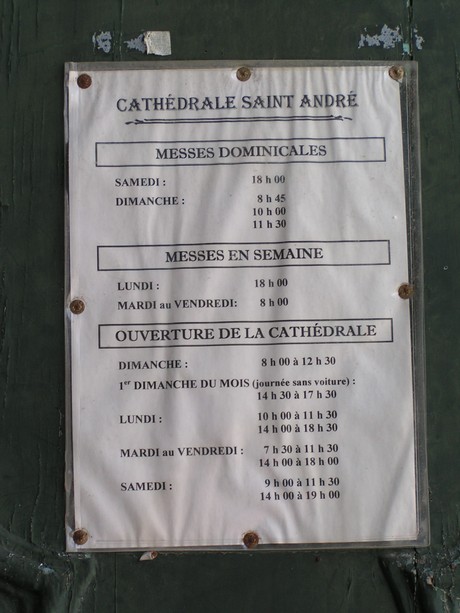 CATHÉDRALE SAINT ANDRÉ
MESSES DOMINICALES
SAMEDI : 18 h 00
DIMANCHE : 8 h 45
10 h 00
11 h 30
MESSES EN SEMAINE
LUNDI : 18 h 00
MARDI au VENDREDI: 8 h 00
OUVERTURE DE LA CATHÉDRALE
DIMANCHE : 8 h 00 à 12 h 30
1er DIMANCHE DU MOIS (journée sans voiture) :
14 h 30 à 17 h 30
LUNDI : 10 h 00 à 11 h 30
14 h 00 à 18 h 30
MARDI au VENDREDI : 7 h 30 à 11 h 30
14 h 00 à 18 h 00
SAMEDI : 9 h 00 à 11 h 30
14 h 00 à 19 h 00